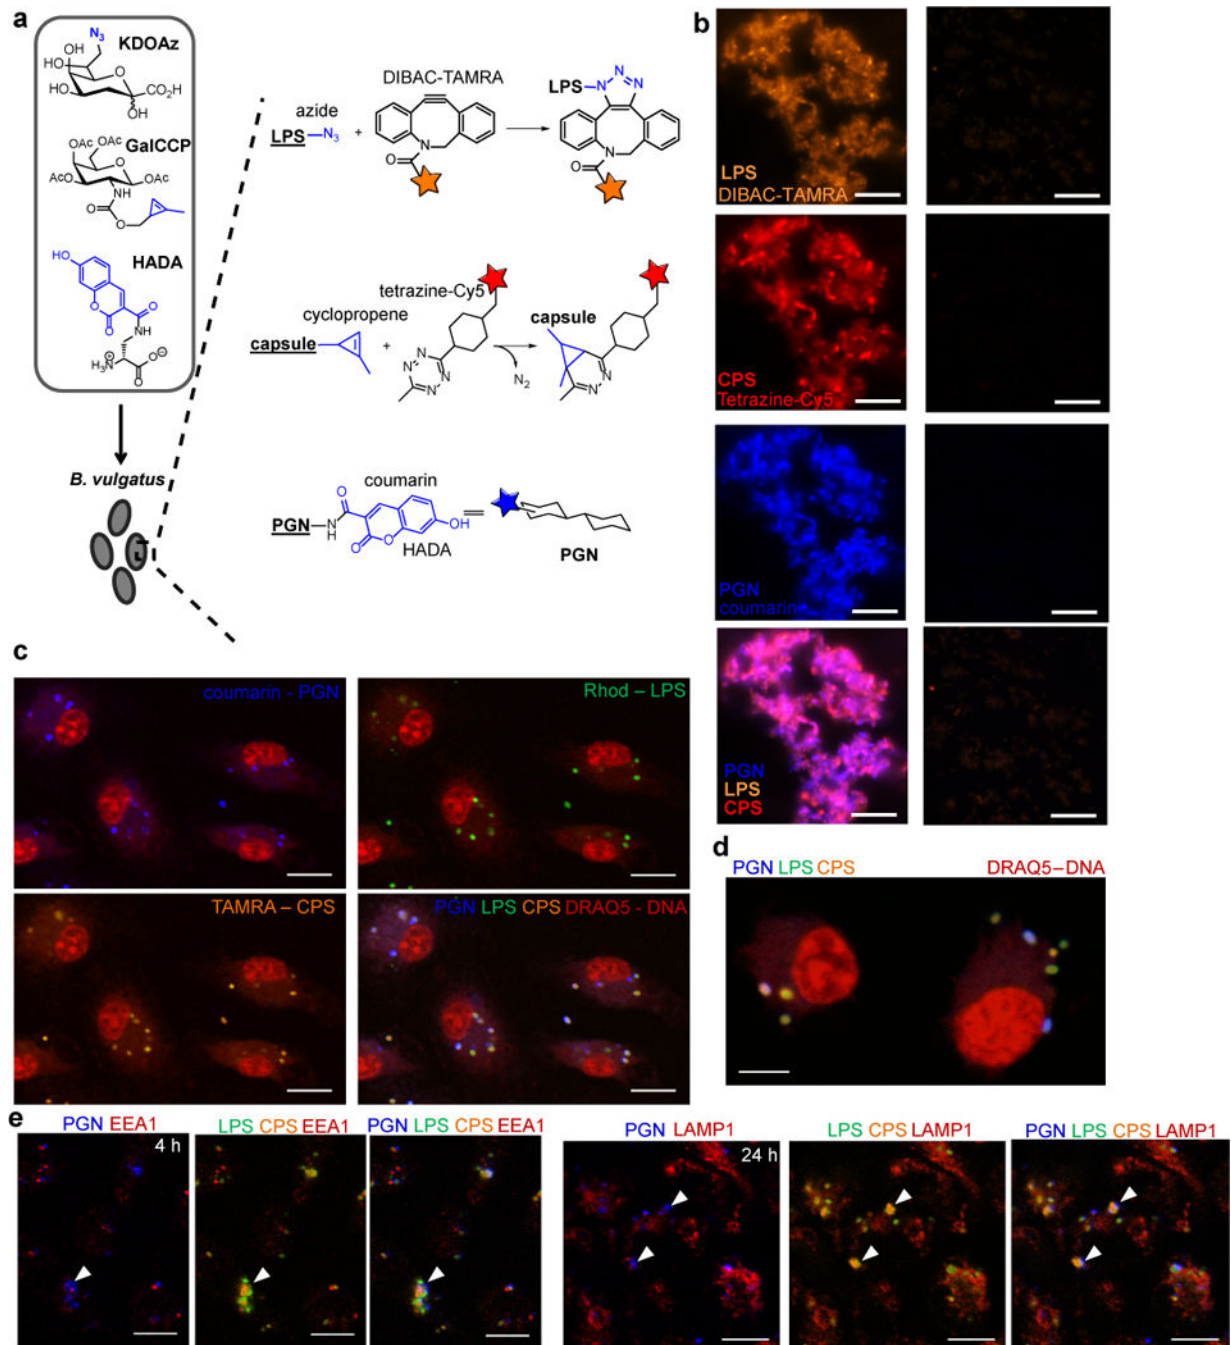 a
KDOAz
N3
OH
HO
HO
OH
O
CO2H
OH
GalCCP
OAc
OAc
O
AcO
OAc
NH
O
O
HADA
HO
O
O
O
NH
H3N⊕
O⊖
O
B. vulgatus
DIBAC-TAMRA
azide
LPS—N3
+
N
O
LPS
N
N
N
N
O
tetrazine-Cy5
cyclopropene
capsule
+
N
N
N
N
N2
capsule
N
N
coumarin
PGN
N
H
O
O
O
OH
HADA
=
PGN
b
LPS
DIBAC-TAMRA
CPS
Tetrazine-Cy5
PGN
coumarin
PGN
LPS
CPS
c
coumarin - PGN
Rhod – LPS
TAMRA – CPS
PGN LPS CPS DRAQ5 - DNA
d
PGN LPS CPS
DRAQ5–DNA
e
PGN EEA1
4 h
LPS CPS EEA1
PGN LPS CPS EEA1
PGN LAMP1
24 h
LPS CPS LAMP1
PGN LPS CPS LAMP1